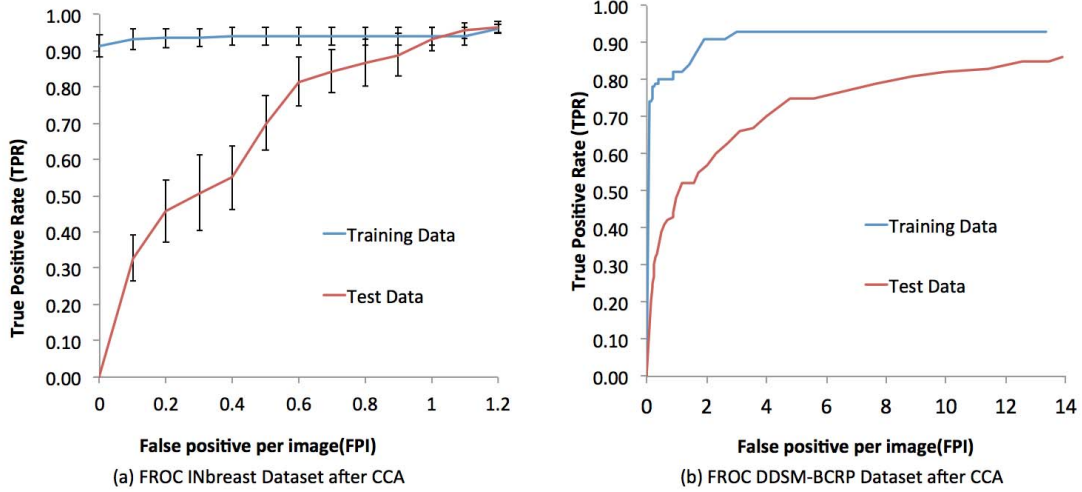 1.00
0.90
0.80
0.70
0.60
0.50
0.40
0.30
0.20
0.10
0.00
True Positive Rate (TPR)
Training Data
Test Data
0 0.2 0.4 0.6 0.8 1 1.2
False positive per image(FPI)
(a) FROC INbreast Dataset after CCA
1.00
0.90
0.80
0.70
0.60
0.50
0.40
0.30
0.20
0.10
0.00
True Positive Rate (TPR)
Training Data
Test Data
0 2 4 6 8 10 12 14
False positive per image(FPI)
(b) FROC DDSM-BCRP Dataset after CCA